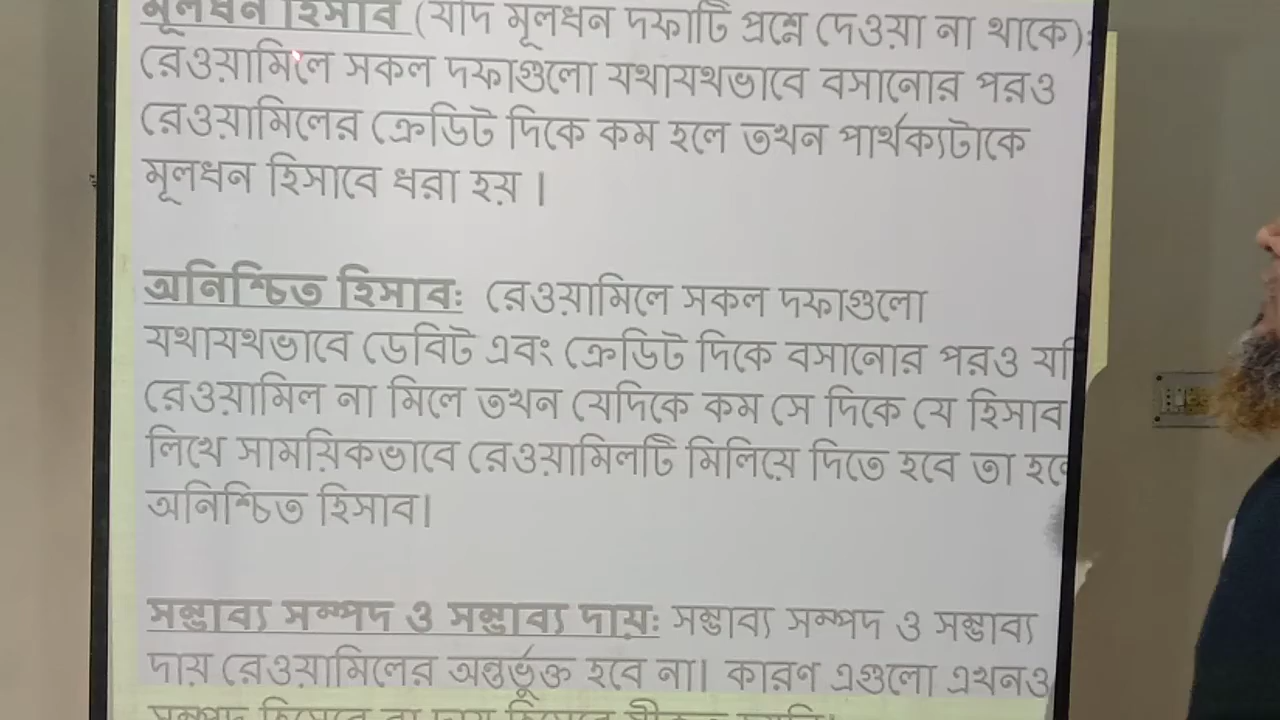 মূলধন হিসাব (যদি মূলধন দফাটি প্রশ্নে দেওয়া না থাকে):
রেওয়ামিলে সকল দফাগুলো যথাযথভাবে বসানোর পরও
রেওয়ামিলের ক্রেডিট দিকে কম হলে তখন পার্থক্যটাকে
মূলধন হিসাবে ধরা হয় ।
অনিশ্চিত হিসাব: রেওয়ামিলে সকল দফাগুলো
যথাযথভাবে ডেবিট এবং ক্রেডিট দিকে বসানোর পরও
রেওয়ামিল না মিলে তখন যেদিকে কম সে দিকে যে হিসাব
লিখে সাময়িকভাবে রেওয়ামিলটি মিলিয়ে দিতে হবে তা
অনিশ্চিত হিসাব।
সম্ভাব্য সম্পদ ও সম্ভাব্য দায়: সম্ভাব্য সম্পদ ও সম্ভাব্য
দায় রেওয়ামিলের অন্তর্ভুক্ত হবে না। কারণ এগুলো এখনও